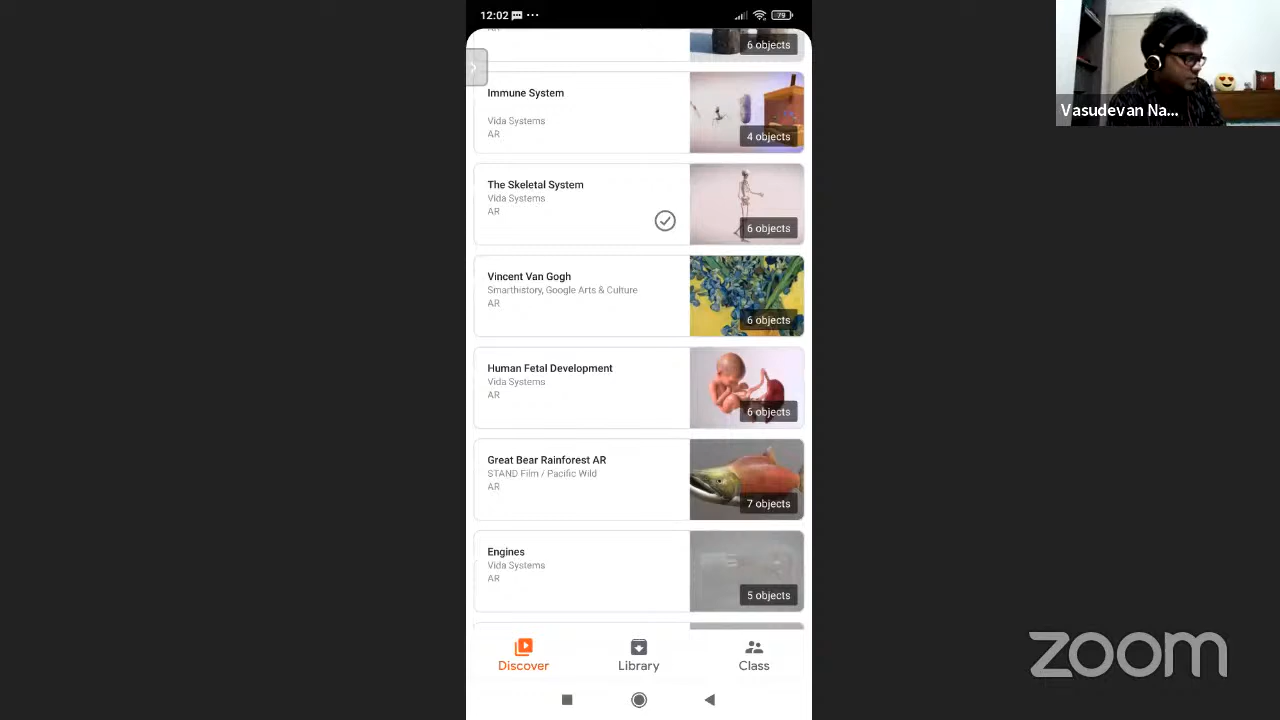 12:02
79
6 objects
Immune System
Vida Systems
AR
4 objects
The Skeletal System
Vida Systems
AR
6 objects
Vincent Van Gogh
Smarthistory, Google Arts & Culture
AR
6 objects
Human Fetal Development
Vida Systems
AR
6 objects
Great Bear Rainforest AR
STAND Film / Pacific Wild
AR
7 objects
Engines
Vida Systems
AR
5 objects
Discover
Library
Class
Vasudevan Na...
zoom